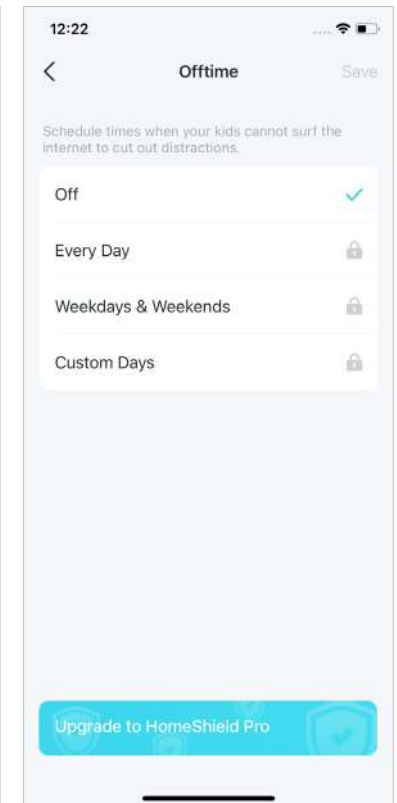 12:22
Offtime
Save
Schedule times when your kids cannot surf the
internet to cut out distractions.
Off
Every Day
Weekdays & Weekends
Custom Days
Upgrade to HomeShield Pro